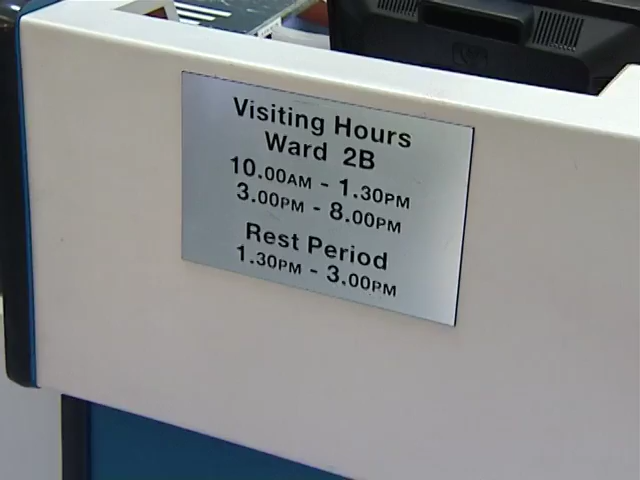 Visiting Hours
Ward 2B
10.00AM - 1.30PM
3.00PM - 8.00PM
Rest Period
1.30PM - 3.00PM